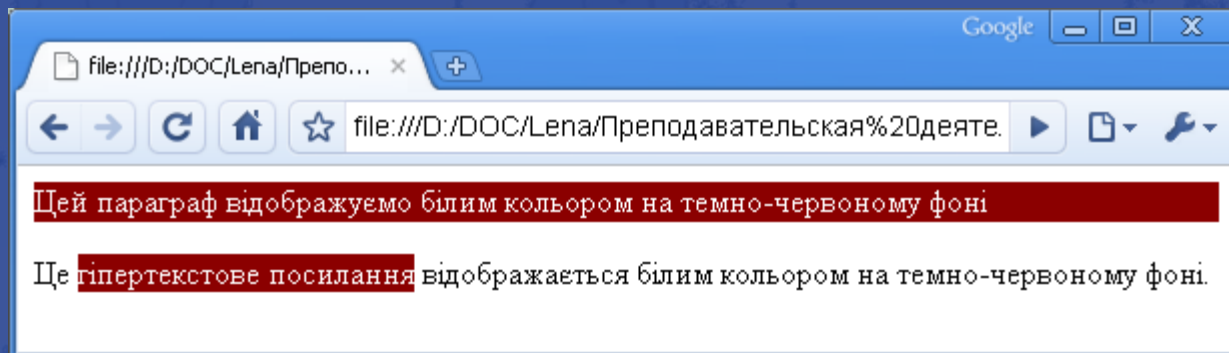 Google
file:///D:/DOC/Lena/Препо...
file:///D:/DOC/Lena/Преподавательская%20деяте.
Цей параграф відображуємо білим кольором на темно-червоному фоні
Це гіпертекстове посилання відображається білим кольором на темно-червоному фоні.